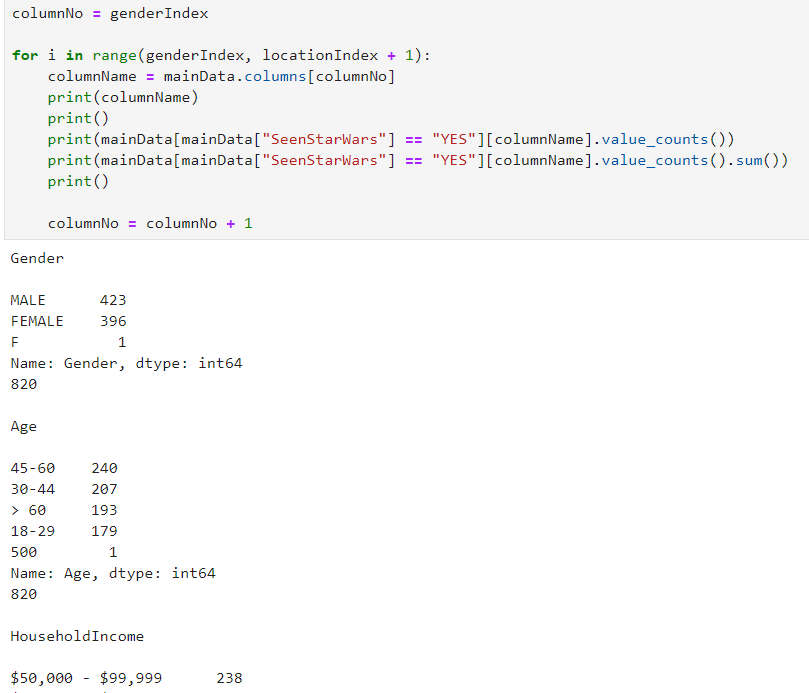 columnNo = genderIndex
for i in range(genderIndex, locationIndex + 1):
    columnName = mainData.columns[columnNo]
    print(columnName)
    print()
    print(mainData[mainData["SeenStarWars"] == "YES"][columnName].value_counts())
    print(mainData[mainData["SeenStarWars"] == "YES"][columnName].value_counts().sum())
    print()
    columnNo = columnNo + 1
Gender
MALE      423
FEMALE    396
F           1
Name: Gender, dtype: int64
820
Age
45-60    240
30-44    207
> 60     193
18-29    179
500        1
Name: Age, dtype: int64
820
HouseholdIncome
$50,000 - $99,999      238